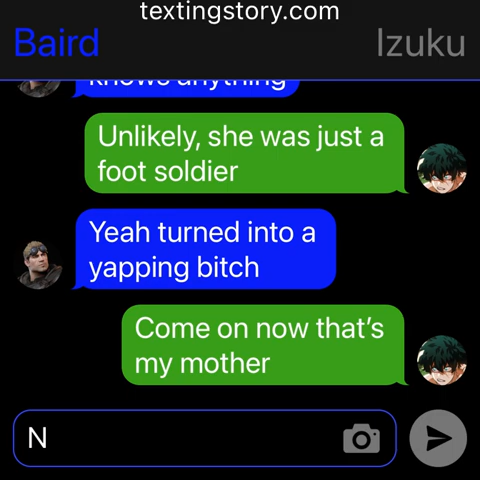 textingstory.com
Baird
Izuku
knows anything
Unlikely, she was just a
foot soldier
Yeah turned into a
yapping bitch
Come on now that's
my mother
N